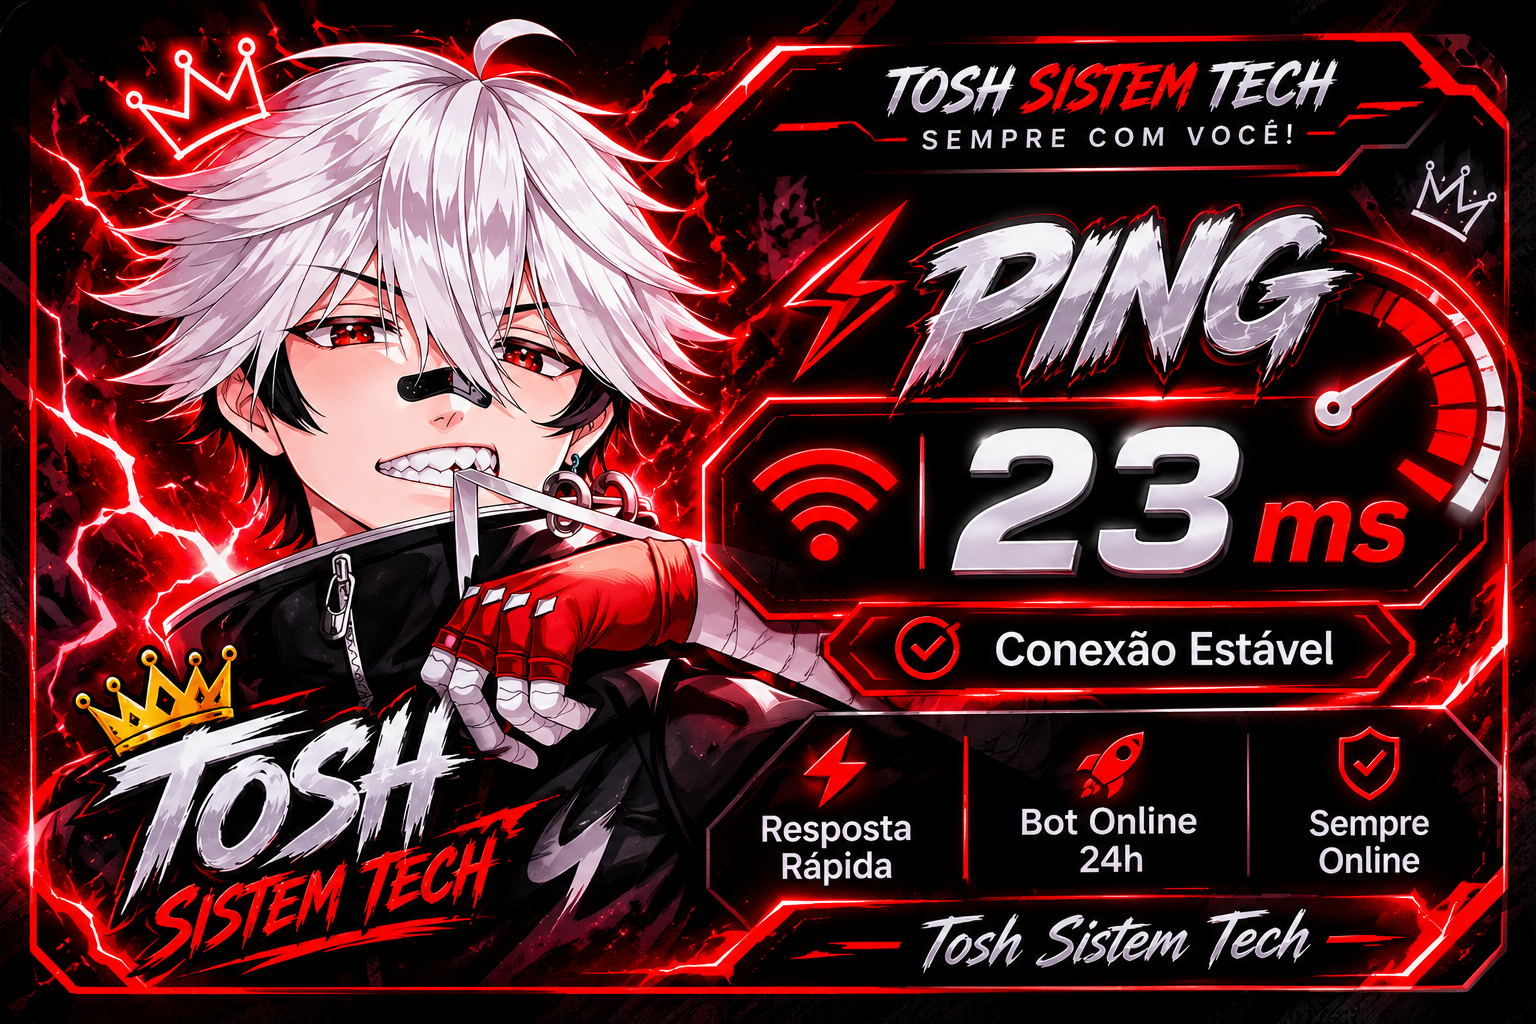 TOSH SISTEM TECH
SEMPRE COM VOCÊ!
PING
23 ms
Conexão Estável
Resposta
Rápida
Bot Online
24h
Sempre
Online
Tosh Sistem Tech
TOSH
SISTEM TECH